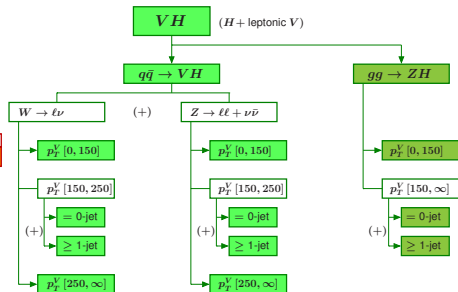 VH (H+ leptonic V)
qq̄ → VH gg → ZH
W → ℓν (+) Z → ℓℓ + νν̄
p_T^V [0, 150] p_T^V [0, 150] p_T^V [0, 150]
p_T^V [150, 250] p_T^V [150, 250] p_T^V [150, ∞]
= 0-jet = 0-jet = 0-jet
(+) (+) (+)
≥ 1-jet ≥ 1-jet ≥ 1-jet
p_T^V [250, ∞] p_T^V [250, ∞]